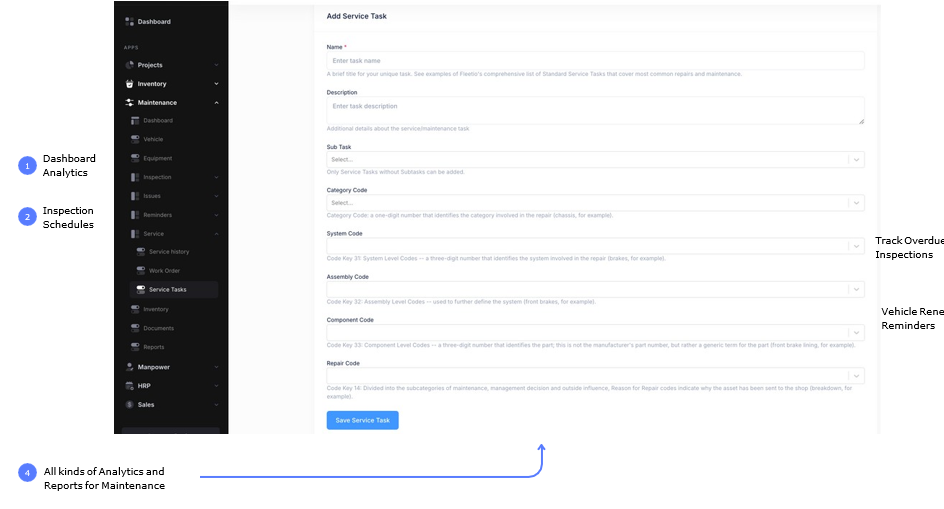 Dashboard
APPS
Projects
Inventory
Maintenance
Dashboard
Vehicle
Equipment
Inspection
Issues
Reminders
Service
Service history
Work Order
Service Tasks
Inventory
Documents
Reports
Manpower
HRP
Sales
Add Service Task
Name *
Enter task name
A brief title for your unique task. See examples of Fleetio's comprehensive list of Standard Service Tasks that cover most common repairs and maintenance.
Description
Enter task description
Additional details about the service/maintenance task
Sub Task
Select...
Only Service Tasks without Subtasks can be added
Category Code
Select...
Category Code: a one-digit number that identifies the category involved in the repair (chassis, for example).
System Code
Code Key 31: System Level Codes -- a three-digit number that identifies the system involved in the repair (brakes, for example).
Assembly Code
Code Key 32: Assembly Level Codes -- used to further define the system (front brakes, for example).
Component Code
Code Key 33: Component Level Codes -- a three-digit number that identifies the part; this is not the manufacturer's part number, but rather a generic term for the part (front brake lining, for example).
Repair Code
Code Key 14: Divided into the subcategories of maintenance, management decision and outside influence, Reason for Repair codes indicate why the asset has been sent to the shop (breakdown, for
example).
Save Service Task
1
Dashboard
Analytics
2
Inspection
Schedules
Track Overdue
Inspections
Vehicle Rene
Reminders
4
All kinds of Analytics and
Reports for Maintenance